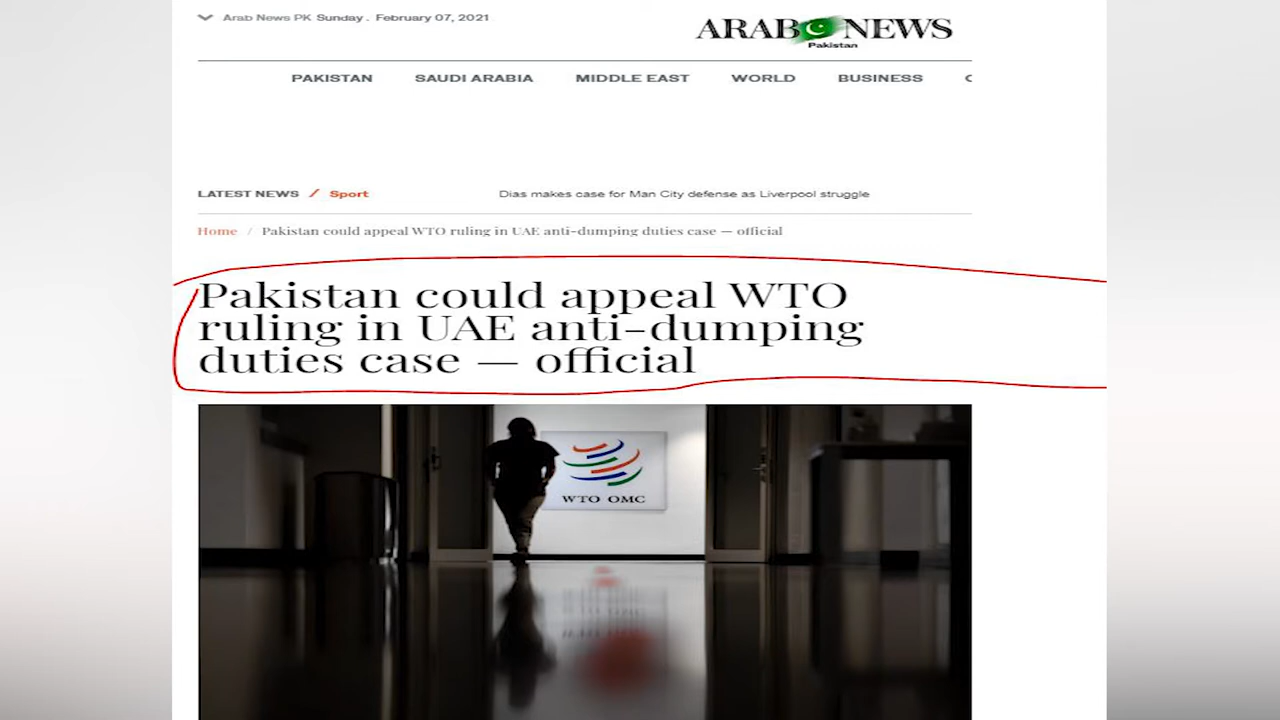 Arab News PK Sunday . February 07, 2021
ARAB NEWS
Pakistan
PAKISTAN SAUDI ARABIA MIDDLE EAST WORLD BUSINESS
LATEST NEWS / Sport Dias makes case for Man City defense as Liverpool struggle
Home / Pakistan could appeal WTO ruling in UAE anti-dumping duties case — official
Pakistan could appeal WTO
ruling in UAE anti-dumping
duties case — official
WTO OMC